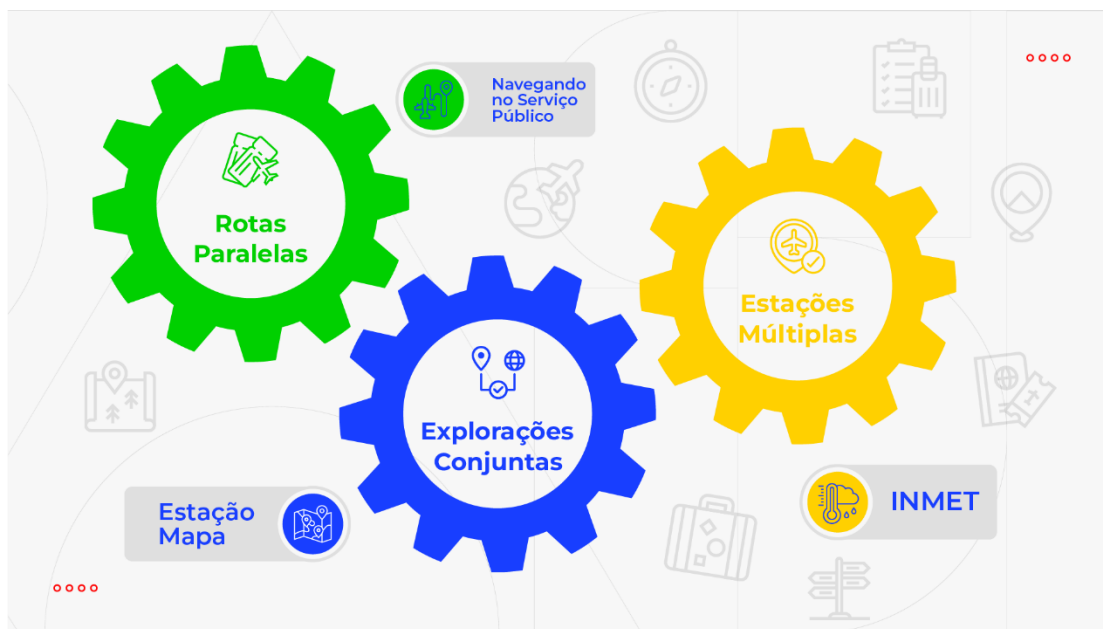 Navegando
no Serviço
Público
Rotas
Paralelas
Estações
Múltiplas
Explorações
Conjuntas
Estação
Mapa
INMET